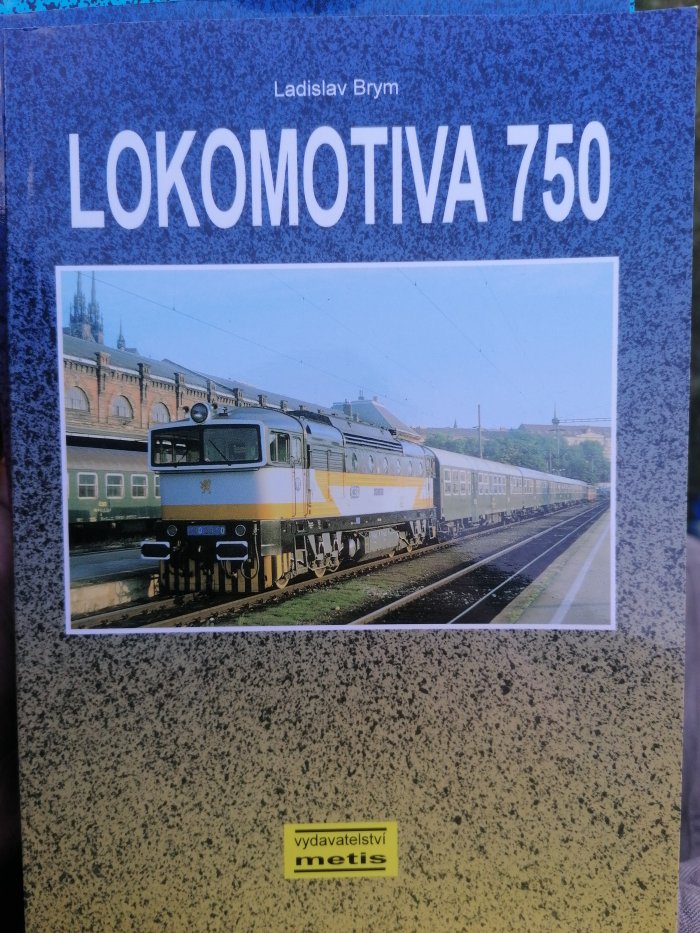 Ladislav Brym
LOKOMOTIVA 750
vydavatelství
metis